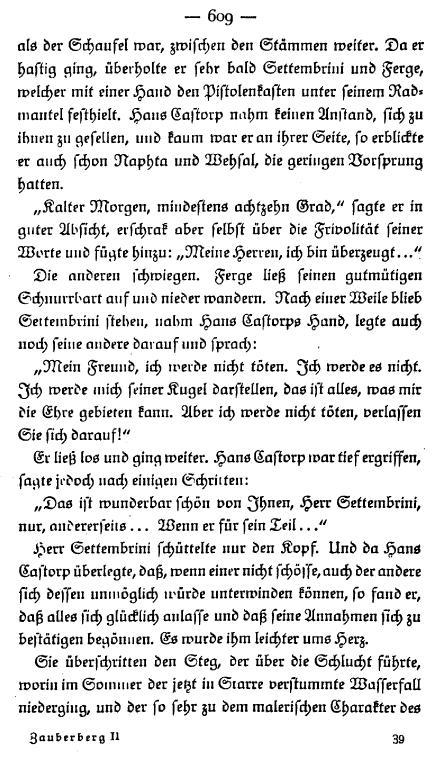 — 609 —
als der Schaufel war, zwischen den Stämmen weiter. Da er
hastig ging, überholte er sehr bald Settembrini und Ferge,
welcher mit einer Hand den Pistolenkasten unter seinem Rad-
mantel festhielt. Hans Castorp nahm keinen Anstand, sich zu
ihnen zu gesellen, und kaum war er an ihrer Seite, so erblickte
er auch schon Naphta und Wehsal, die geringen Vorsprung
hatten.
„Kalter Morgen, mindestens achtzehn Grad,“ sagte er in
guter Absicht, erschrak aber selbst über die Frivolität seiner
Worte und fügte hinzu: „Meine Herren, ich bin überzeugt...“
Die anderen schwiegen. Ferge ließ seinen gutmütigen
Schnurrbart auf und nieder wandern. Nach einer Weile blieb
Settembrini stehen, nahm Hans Castorps Hand, legte auch
noch seine andere darauf und sprach:
„Mein Freund, ich werde nicht töten. Ich werde es nicht.
Ich werde mich seiner Kugel darstellen, das ist alles, was mir
die Ehre gebieten kann. Aber ich werde nicht töten, verlassen
Sie sich darauf!“
Er ließ los und ging weiter. Hans Castorp war tief ergriffen,
sagte jedoch nach einigen Schritten:
„Das ist wunderbar schön von Ihnen, Herr Settembrini,
nur, andererseits... Wenn er für sein Teil...“
Herr Settembrini schüttelte nur den Kopf. Und da Hans
Castorp überlegte, daß, wenn einer nicht schösse, auch der andere
sich dessen unmöglich würde unterwinden können, so fand er,
daß alles sich glücklich anlasse und daß seine Annahmen sich zu
bestätigen begönnen. Es wurde ihm leichter ums Herz.
Sie überschritten den Steg, der über die Schlucht führte,
worin im Sommer der jetzt in Starre verstummte Wasserfall
niederging, und der so sehr zu dem malerischen Charakter des
Zauberberg II 39